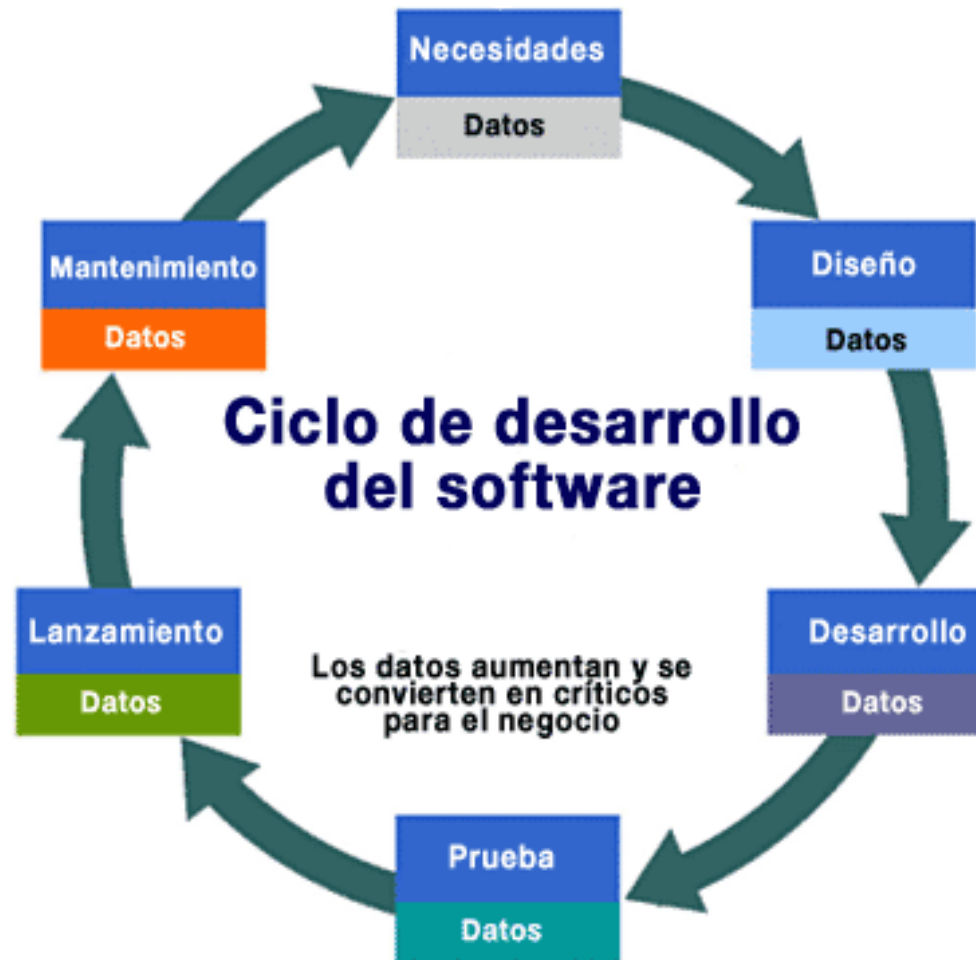 Necesidades
Datos
Diseño
Datos
Desarrollo
Datos
Prueba
Datos
Lanzamiento
Datos
Mantenimiento
Datos
Ciclo de desarrollo
del software
Los datos aumentan y se
convierten en críticos
para el negocio